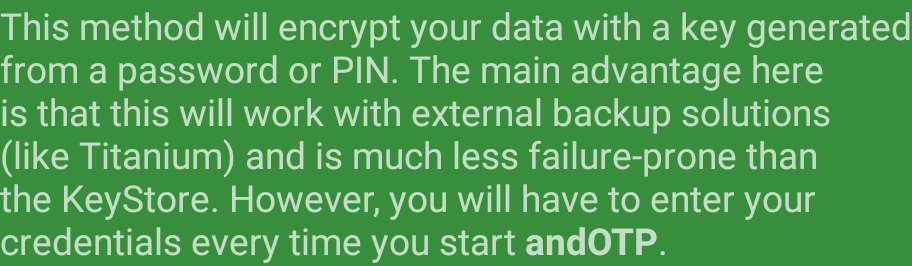 This method will encrypt your data with a key generated
from a password or PIN. The main advantage here
is that this will work with external backup solutions
(like Titanium) and is much less failure-prone than
the KeyStore. However, you will have to enter your
credentials every time you start andOTP.